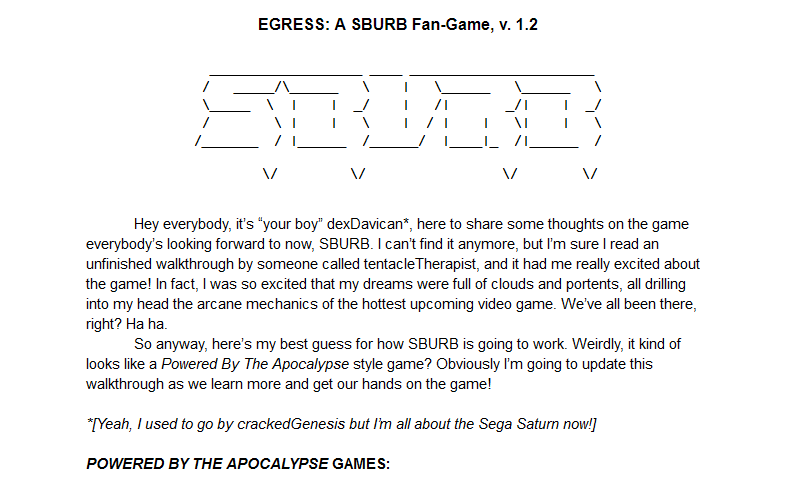 EGRESS: A SBURB Fan-Game, v. 1.2
SBURB
Hey everybody, it's “your boy” dexDavican*, here to share some thoughts on the game
everybody's looking forward to now, SBURB. I can't find it anymore, but I'm sure I read an
unfinished walkthrough by someone called tentacleTherapist, and it had me really excited about
the game! In fact, I was so excited that my dreams were full of clouds and portents, all drilling
into my head the arcane mechanics of the hottest upcoming video game. We've all been there,
right? Ha ha.
So anyway, here's my best guess for how SBURB is going to work. Weirdly, it kind of
looks like a Powered By The Apocalypse style game? Obviously I'm going to update this
walkthrough as we learn more and get our hands on the game!
*[Yeah, I used to go by crackedGenesis but I'm all about the Sega Saturn now!]
POWERED BY THE APOCALYPSE GAMES: